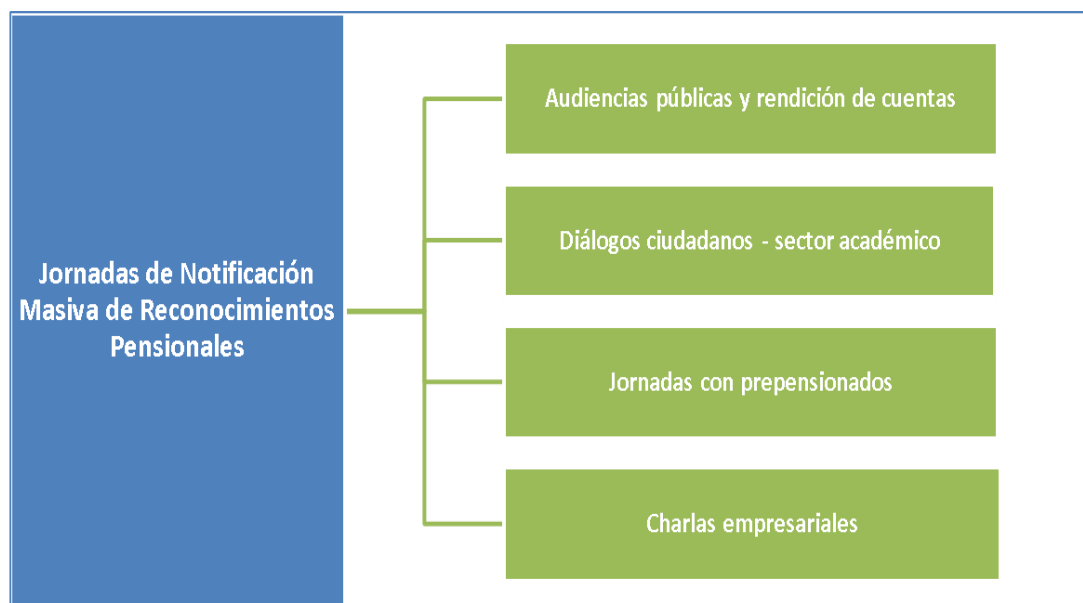 Jornadas de Notificación
Masiva de Reconocimientos
Pensionales
Audiencias públicas y rendición de cuentas
Diálogos ciudadanos - sector académico
Jornadas con prepensionados
Charlas empresariales